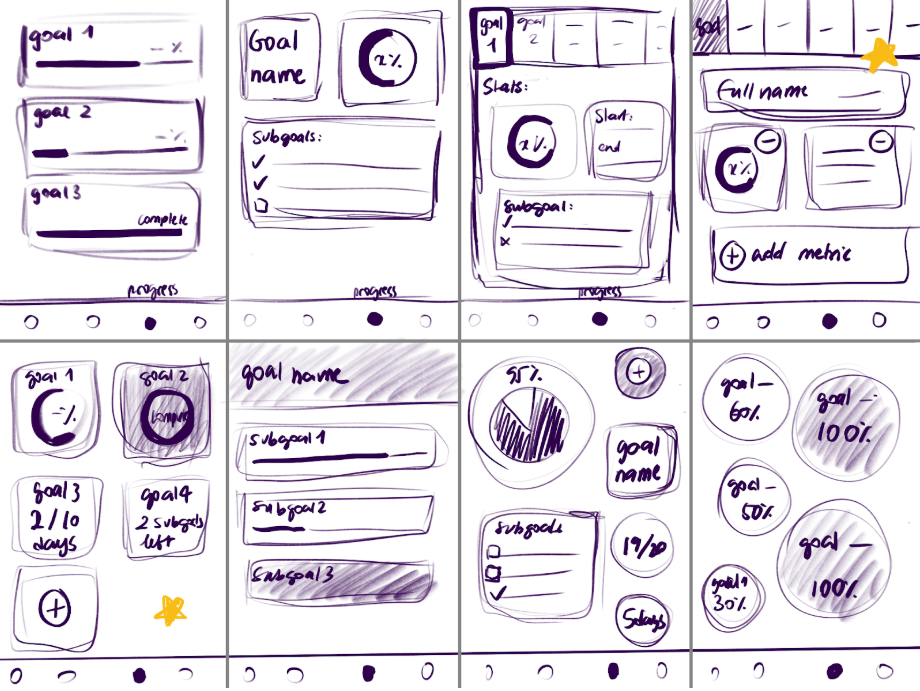 goal 1
— %
goal 2
- %
goal 3
complete
progress
Goal
name
x%
Subgoals:
progress
goal
1
goal
2
Stats:
x%
Start:
end
Subgoal:
progress
goal
Full name
x%
add metric
goal 1
-%
goal 2
goal 3
2/10
days
goal 4
2 subgoals
left
goal name
Subgoal 1
Subgoal 2
Subgoal 3
95%
goal
name
Subgoals
19/20
5days
goal —
60%
goal —
100%
goal —
50%
goal —
100%
goal 1
30%